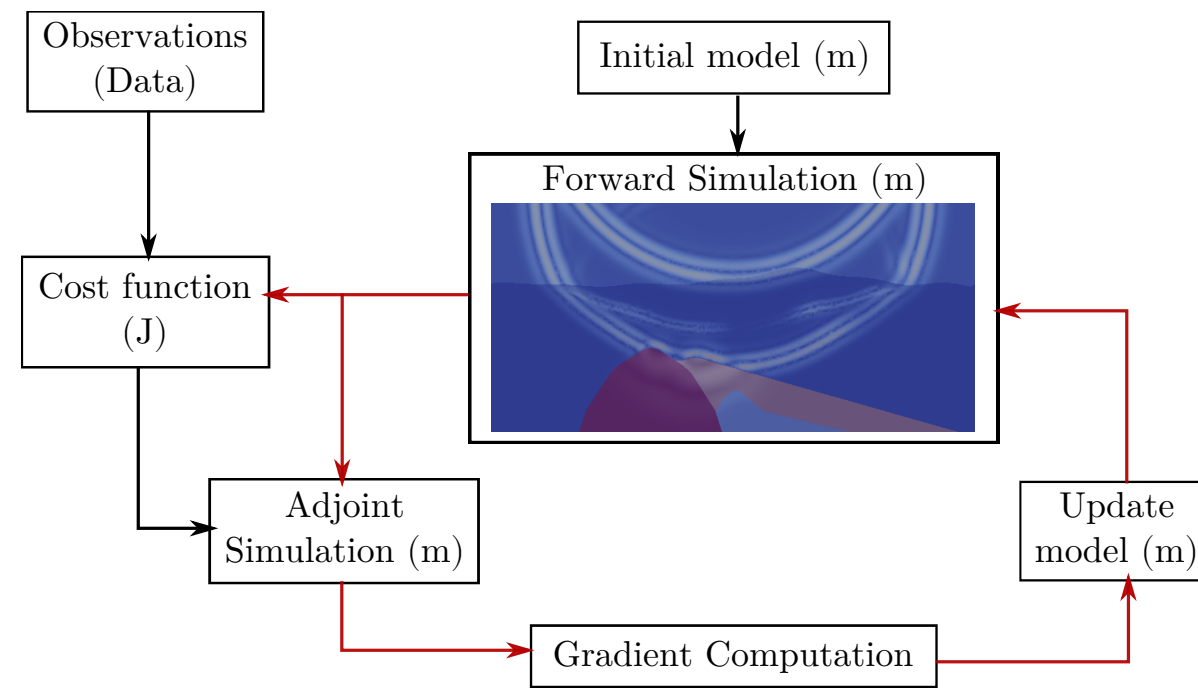 Observations
(Data)
Initial model (m)
Forward Simulation (m)
Cost function
(J)
Adjoint
Simulation (m)
Update
model (m)
Gradient Computation